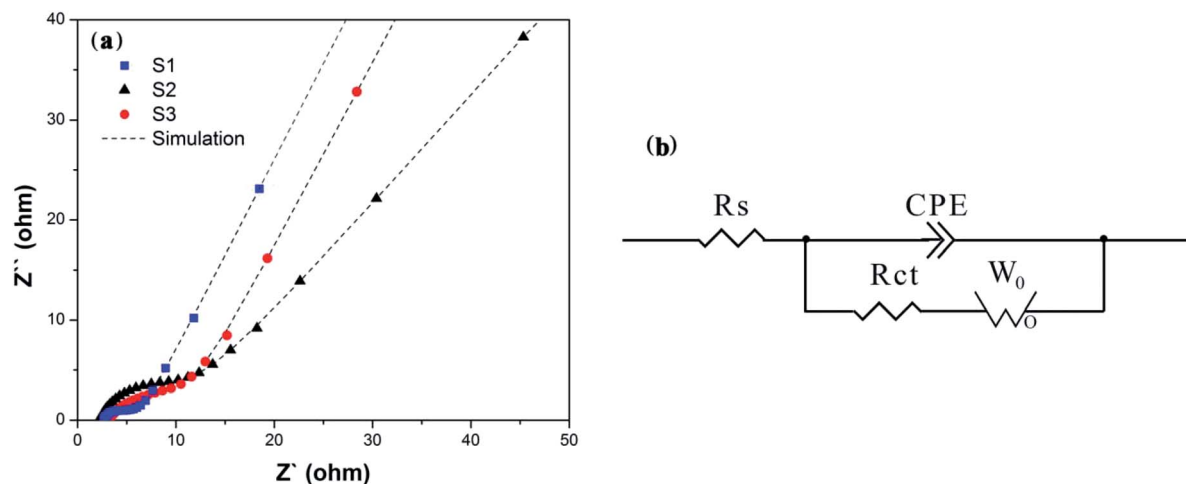 (a)
S1
S2
S3
Simulation
40
30
20
10
0
Z`` (ohm)
0 10 20 30 40 50
Z` (ohm)
(b)
Rs
CPE
Rct
W₀
O